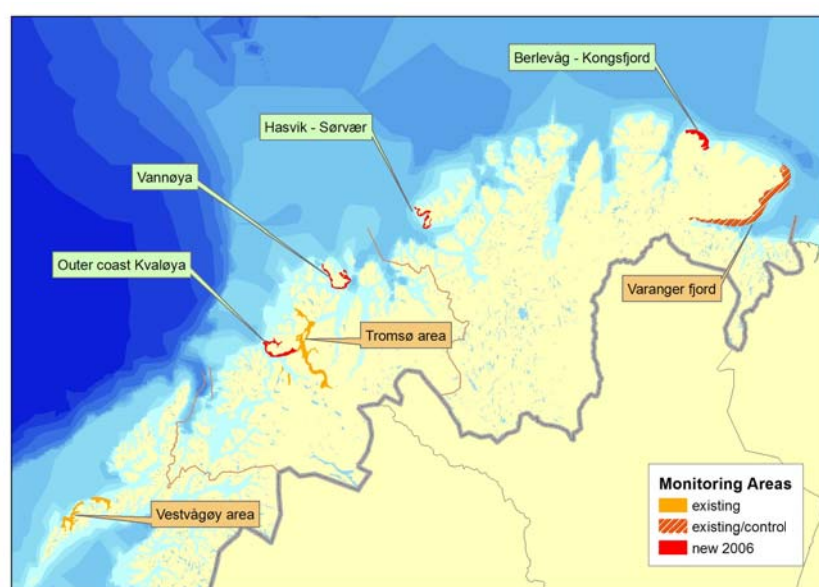 Berlevåg - Kongsfjord
Hasvik - Sørvær
Vannøya
Outer coast Kvaløya
Varanger fjord
Tromsø area
Vestvågøy area
Monitoring Areas
existing
existing/control
new 2006